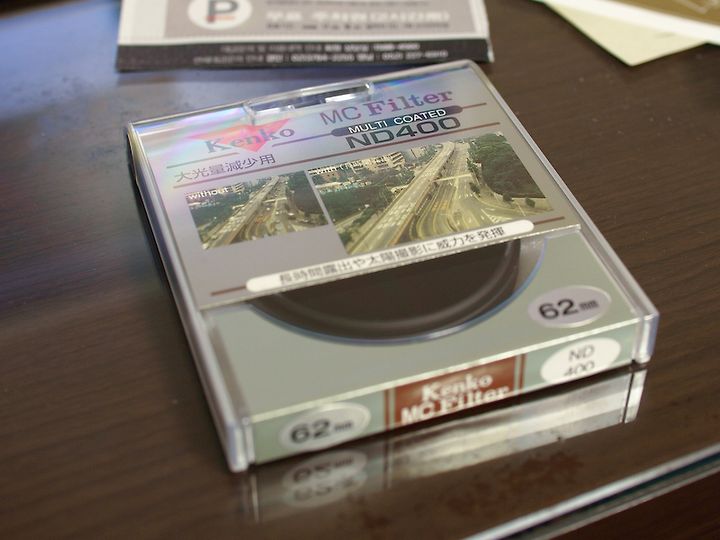 P
Kenko
MC Filter
MULTI COATED
ND400
大光量減少用
without
with
長時間露出や太陽撮影に威力を発揮
62mm
ND
400
Kenko
MC Filter
62mm